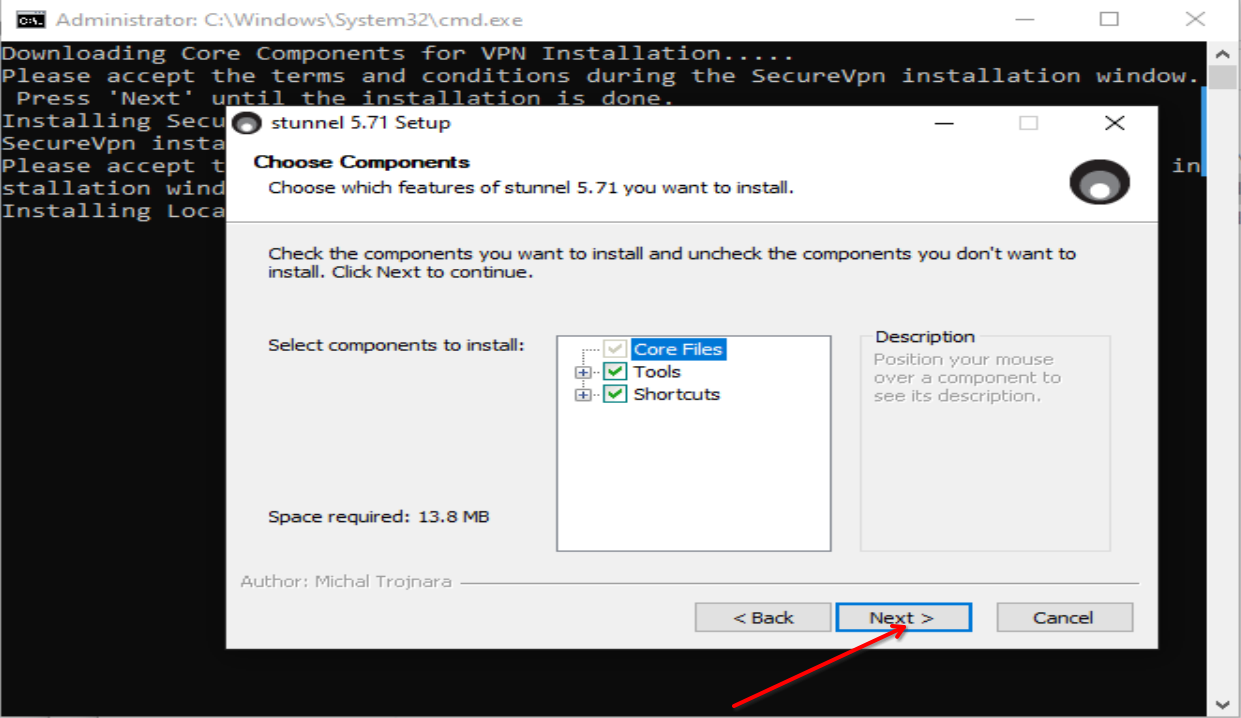 Administrator: C:\Windows\System32\cmd.exe
Downloading Core Components for VPN Installation.....
Please accept the terms and conditions during the SecureVpn installation window.
Press 'Next' until the installation is done.
Installing Secu
SecureVpn insta
Please accept t
in
stallation wind
Installing Loca
stunnel 5.71 Setup
Choose Components
Choose which features of stunnel 5.71 you want to install.
Check the components you want to install and uncheck the components you don't want to
install. Click Next to continue.
Select components to install:
Core Files
Tools
Shortcuts
Description
Position your mouse
over a component to
see its description.
Space required: 13.8 MB
Author: Michal Trojnara
< Back
Next >
Cancel